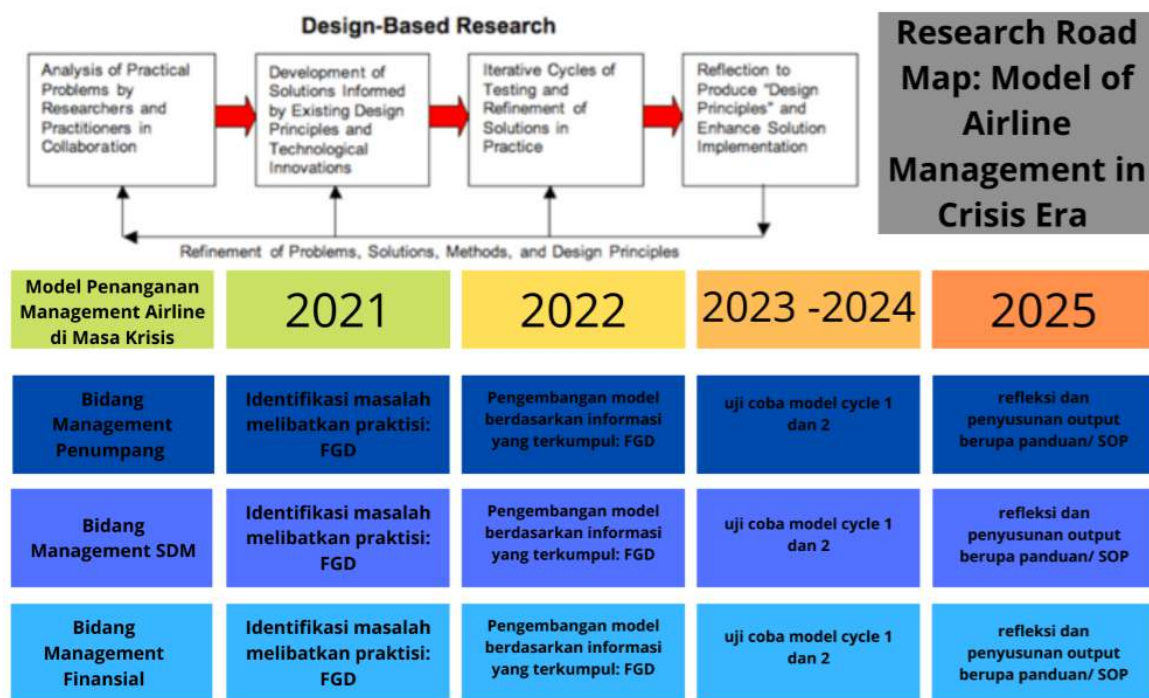 Design-Based Research
Analysis of Practical
Problems by
Researchers and
Practitioners in
Collaboration
Development of
Solutions Informed
by Existing Design
Principles and
Technological
Innovations
Iterative Cycles of
Testing and
Refinement of
Solutions in
Practice
Reflection to
Produce "Design
Principles" and
Enhance Solution
Implementation
Refinement of Problems, Solutions, Methods, and Design Principles
Research Road
Map: Model of
Airline
Management in
Crisis Era
Model Penanganan
Management Airline
di Masa Krisis
2021
2022
2023 -2024
2025
Bidang
Management
Penumpang
Identifikasi masalah
melibatkan praktisi:
FGD
Pengembangan model
berdasarkan informasi
yang terkumpul: FGD
uji coba model cycle 1
dan 2
refleksi dan
penyusunan output
berupa panduan/ SOP
Bidang
Management SDM
Identifikasi masalah
melibatkan praktisi:
FGD
Pengembangan model
berdasarkan informasi
yang terkumpul: FGD
uji coba model cycle 1
dan 2
refleksi dan
penyusunan output
berupa panduan/ SOP
Bidang
Management
Finansial
Identifikasi masalah
melibatkan praktisi:
FGD
Pengembangan model
berdasarkan informasi
yang terkumpul: FGD
uji coba model cycle 1
dan 2
refleksi dan
penyusunan output
berupa panduan/ SOP